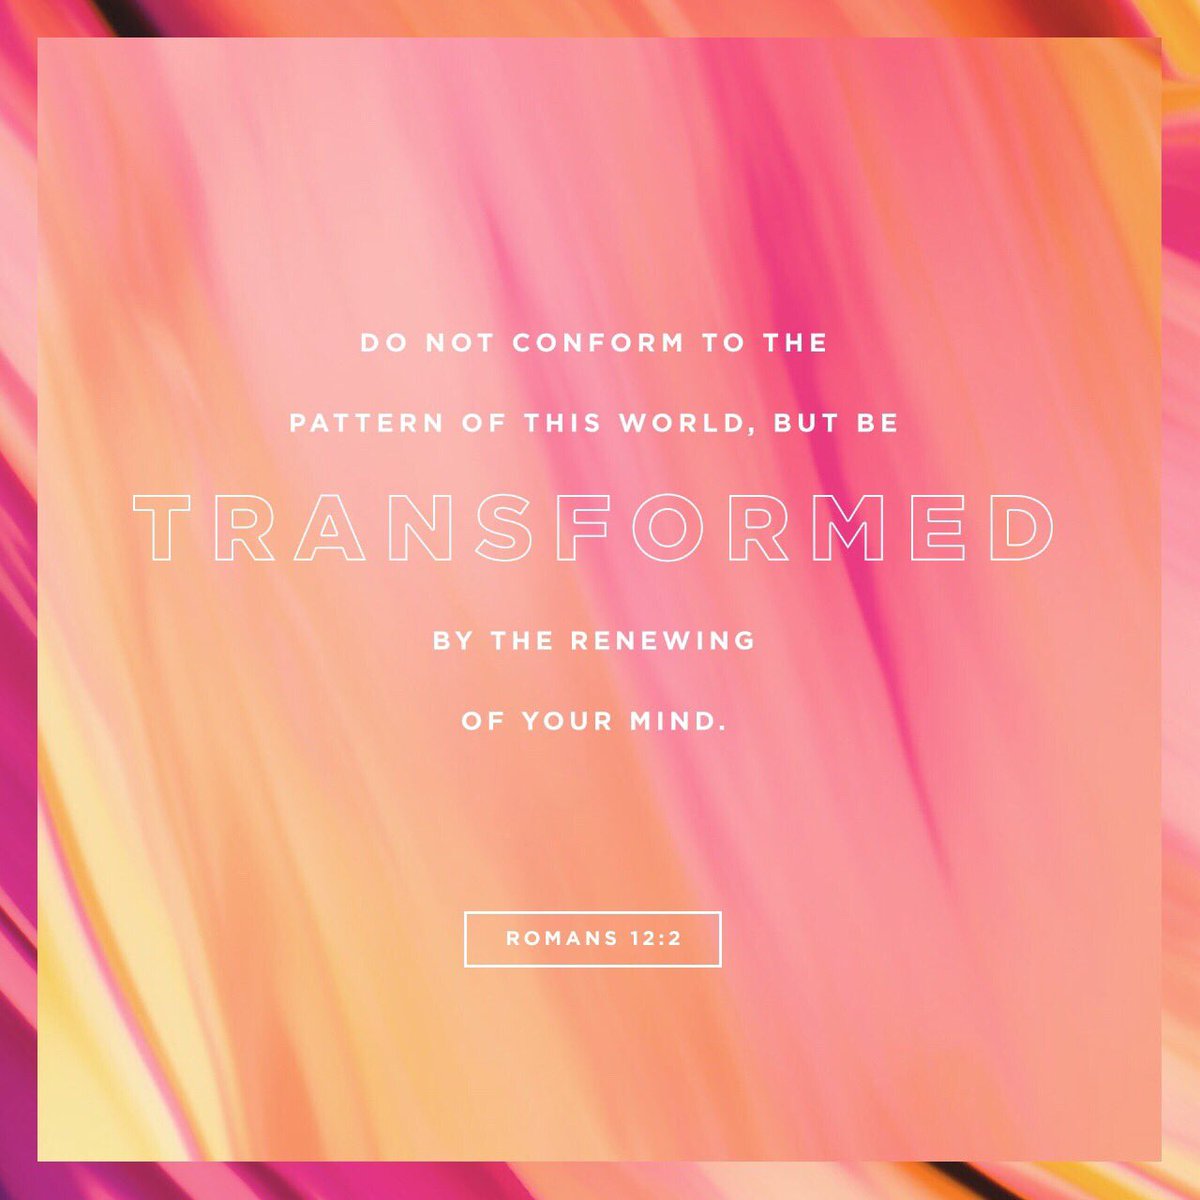 DO NOT CONFORM TO THE
PATTERN OF THIS WORLD, BUT BE
TRANSFORMED
BY THE RENEWING
OF YOUR MIND.
ROMANS 12:2